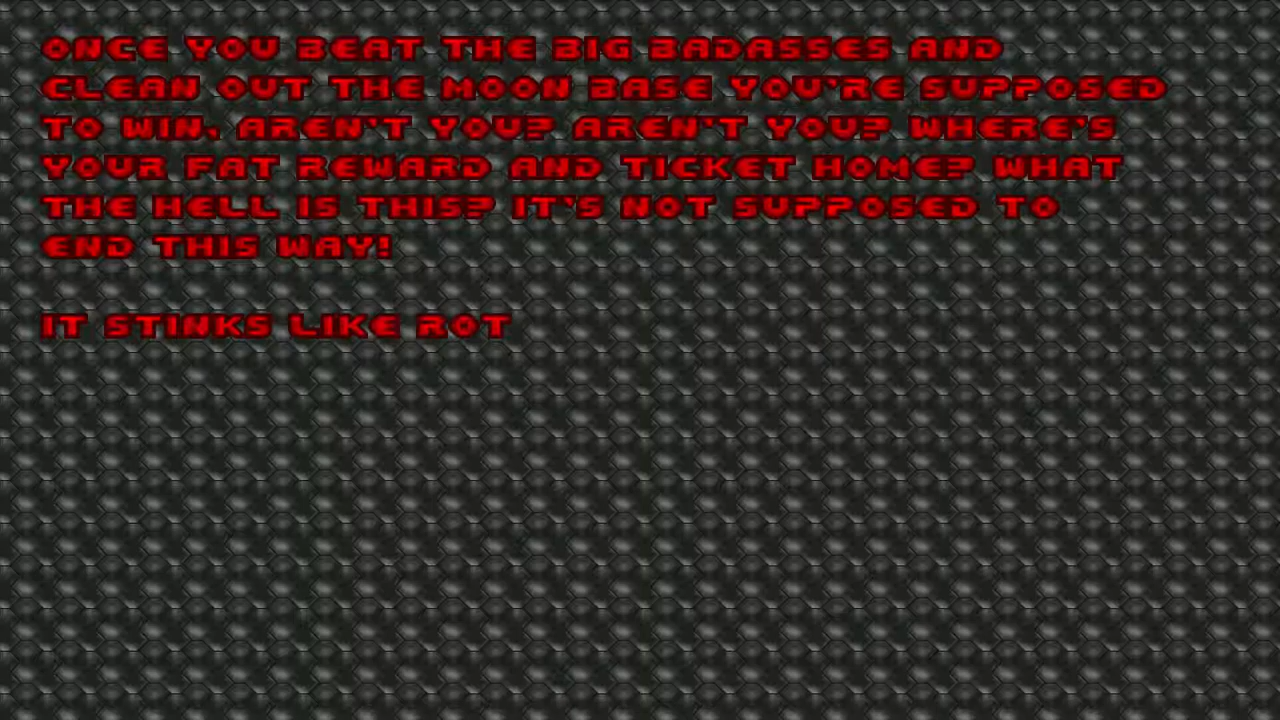 ONCE YOU BEAT THE BIG BADASSES AND
CLEAN OUT THE MOON BASE YOU'RE SUPPOSED
TO WIN, AREN'T YOU? AREN'T YOU? WHERE'S
YOUR FAT REWARD AND TICKET HOME? WHAT
THE HELL IS THIS? IT'S NOT SUPPOSED TO
END THIS WAY!
IT STINKS LIKE ROT